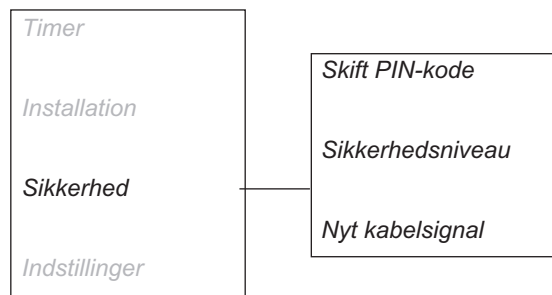 Timer
Installation
Sikkerhed
Indstillinger
Skift PIN-kode
Sikkerhedsniveau
Nyt kabelsignal